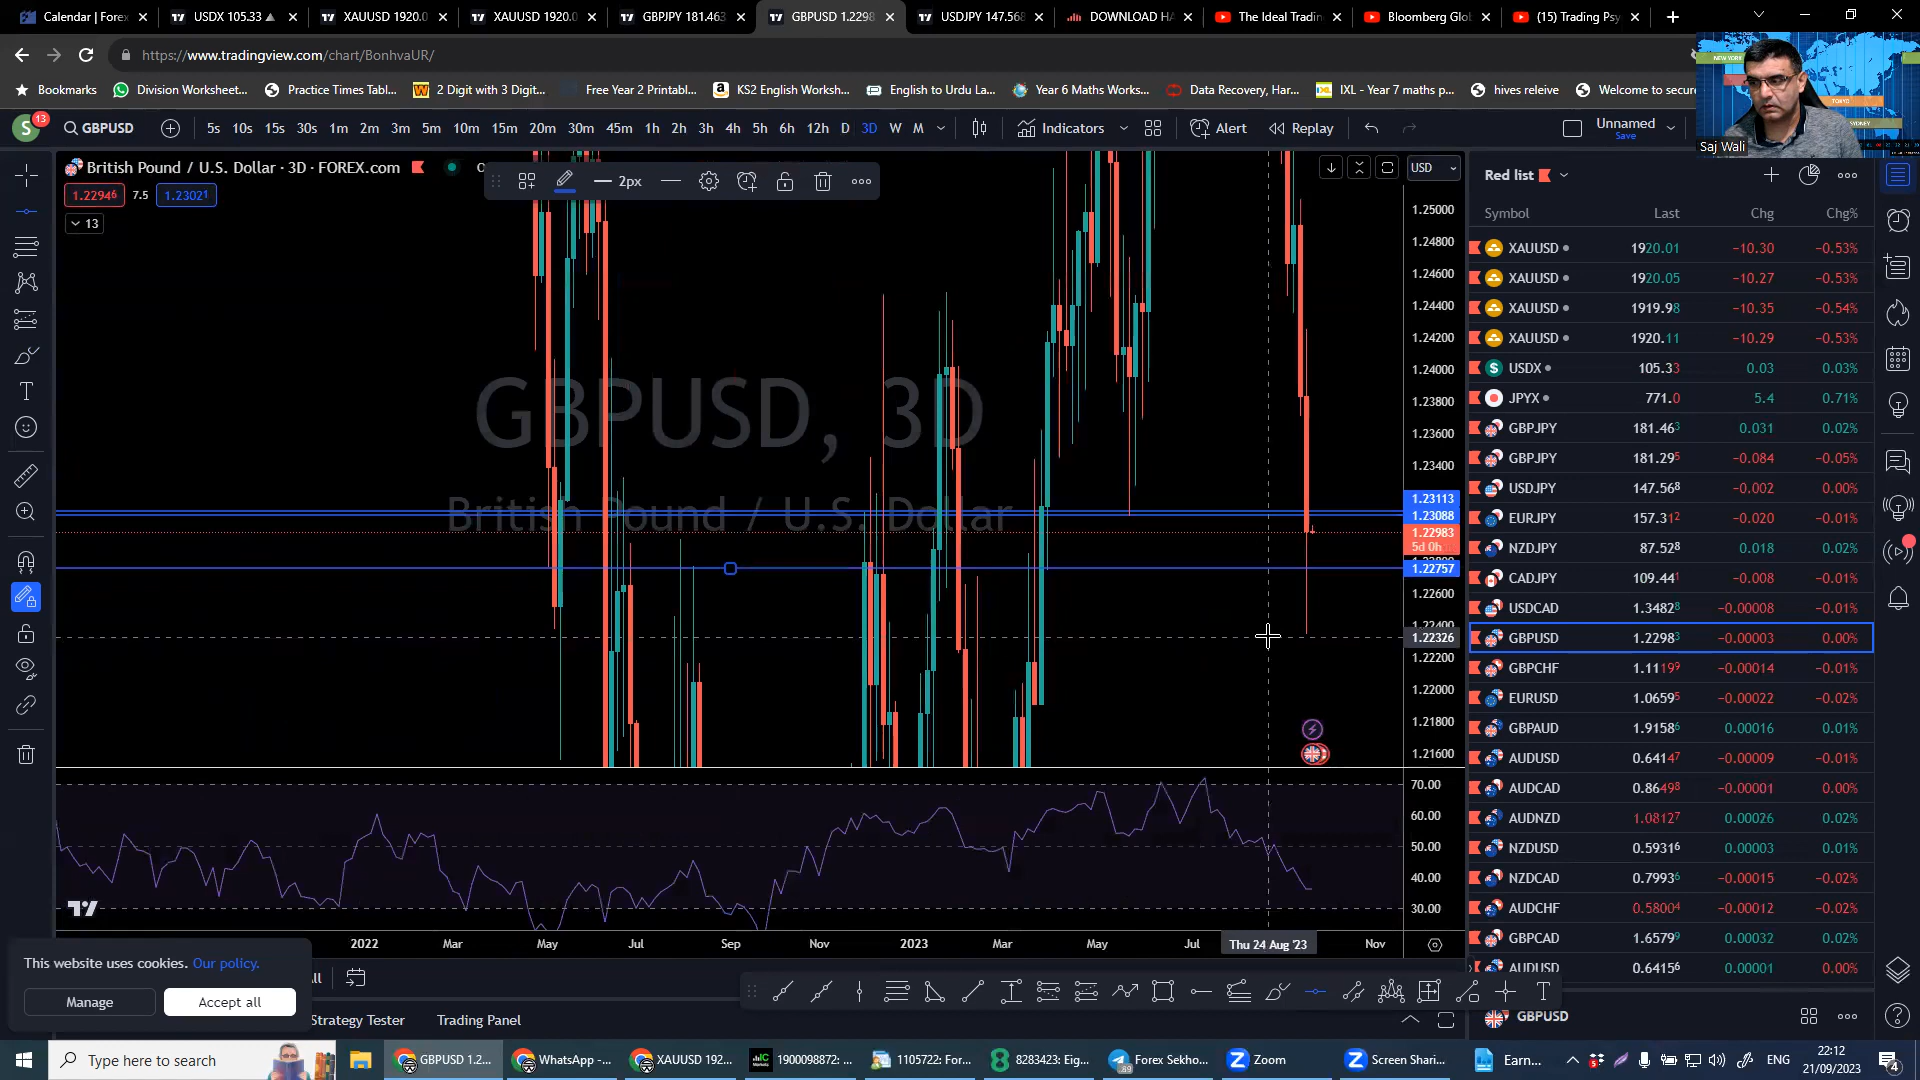 Calendar | Forex
USDX 105.33
XAUUSD 1920.0
XAUUSD 1920.0
GBPJPY 181.463
GBPUSD 1.2298
USDJPY 147.568
DOWNLOAD HA
The Ideal Tradin
Bloomberg Glo
(15) Trading Psy
https://www.tradingview.com/chart/BonhvaUR/
Bookmarks
Division Worksheet...
Practice Times Tabl...
2 Digit with 3 Digit...
Free Year 2 Printabl...
KS2 English Worksh...
English to Urdu La...
Year 6 Maths Works...
Data Recovery, Har...
IXL - Year 7 maths p...
hives releive
Welcome to secure
NEW YORK
TOKYO
SYDNEY
Saj Wali
S 13
GBPUSD
5s 10s 15s 30s 1m 2m 3m 5m 10m 15m 20m 30m 45m 1h 2h 3h 4h 5h 6h 12h D 3D W M
Indicators
Alert
Replay
Unnamed
Save
British Pound / U.S. Dollar · 3D · FOREX.com
2px
USD
1.22946 7.5 1.23021
13
GBPUSD, 3D
British Pound / U.S. Dollar
1.25000
1.24800
1.24600
1.24400
1.24200
1.24000
1.23800
1.23600
1.23400
1.23113
1.23088
1.22983
5d 0h
1.22757
1.22600
1.22400
1.22326
1.22200
1.22000
1.21800
1.21600
70.00
60.00
50.00
40.00
30.00
2022 Mar May Jul Sep Nov 2023 Mar May Jul Thu 24 Aug '23 Nov
Red list
Symbol Last Chg Chg%
XAUUSD 1920.01 −10.30 −0.53%
XAUUSD 1920.05 −10.27 −0.53%
XAUUSD 1919.98 −10.35 −0.54%
XAUUSD 1920.11 −10.29 −0.53%
USDX 105.33 0.03 0.03%
JPYX 771.0 5.4 0.71%
GBPJPY 181.463 0.031 0.02%
GBPJPY 181.295 −0.084 −0.05%
USDJPY 147.568 −0.002 0.00%
EURJPY 157.312 −0.020 −0.01%
NZDJPY 87.528 0.018 0.02%
CADJPY 109.441 −0.008 −0.01%
USDCAD 1.34828 −0.00008 −0.01%
GBPUSD 1.22983 −0.00003 0.00%
GBPCHF 1.11199 −0.00014 −0.01%
EURUSD 1.06595 −0.00022 −0.02%
GBPAUD 1.91586 0.00016 0.01%
AUDUSD 0.64147 −0.00009 −0.01%
AUDCAD 0.86498 −0.00001 0.00%
AUDNZD 1.08127 0.00026 0.02%
NZDUSD 0.59316 0.00003 0.01%
NZDCAD 0.79936 −0.00015 −0.02%
AUDCHF 0.58004 −0.00012 −0.02%
GBPCAD 1.65799 0.00032 0.02%
AUDUSD 0.64156 0.00001 0.00%
GBPUSD
This website uses cookies. Our policy.
Manage
Accept all
Strategy Tester
Trading Panel
Type here to search
GBPUSD 1.2...
WhatsApp -...
XAUUSD 192...
1900098872: ...
1105722: For...
8283423: Eig...
Forex Sekho...
Zoom
Screen Shari...
Earn...
ENG
22:12
21/09/2023
4